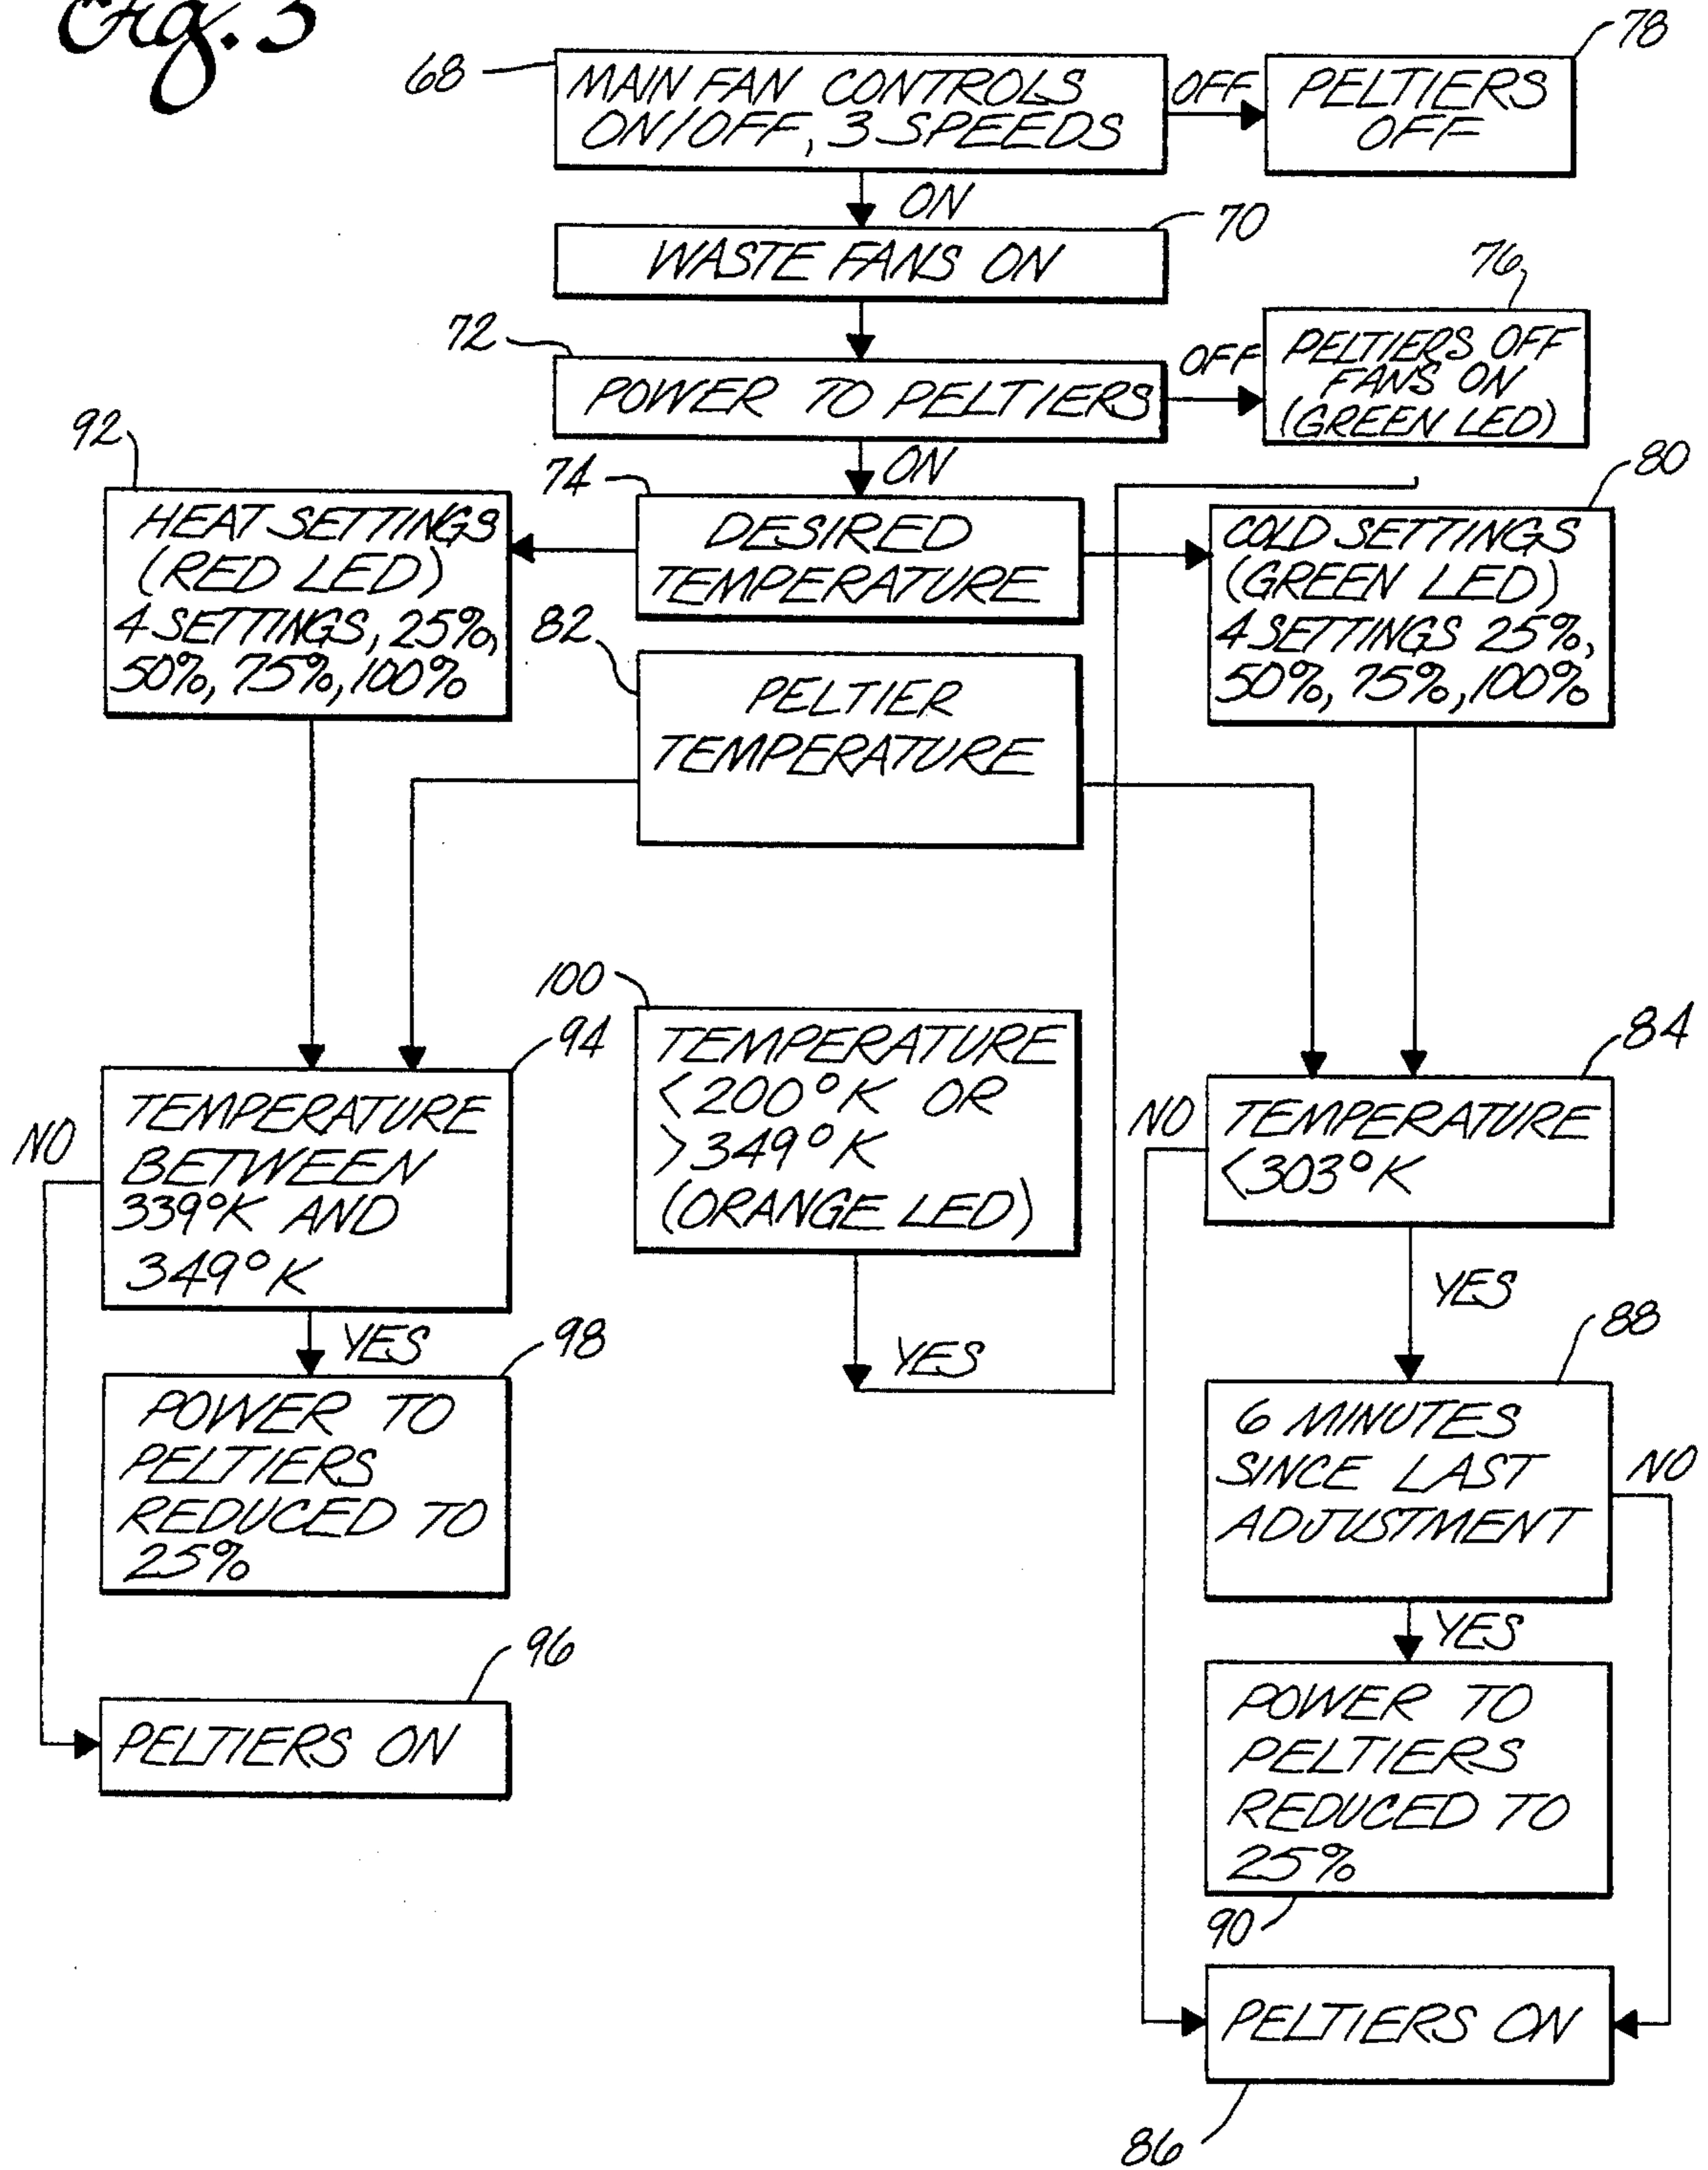 Fig. 3
68
MAIN FAN CONTROLS
ON/OFF, 3 SPEEDS
OFF
78
PELTIERS
OFF
ON
70
WASTE FANS ON
72
POWER TO PELTIERS
OFF
76
PELTIERS OFF
FANS ON
(GREEN LED)
ON
92
HEAT SETTINGS
(RED LED)
4 SETTINGS, 25%,
50%, 75%, 100%
74
DESIRED
TEMPERATURE
80
COLD SETTINGS
(GREEN LED)
4 SETTINGS 25%,
50%, 75%, 100%
82
PELTIER
TEMPERATURE
94
NO
TEMPERATURE
BETWEEN
339°K AND
349°K
YES
100
TEMPERATURE
<200°K OR
>349°K
(ORANGE LED)
YES
84
NO
TEMPERATURE
<303°K
YES
98
POWER TO
PELTIERS
REDUCED TO
25%
88
6 MINUTES
SINCE LAST
ADJUSTMENT
NO
YES
96
PELTIERS ON
POWER TO
PELTIERS
REDUCED TO
25%
90
PELTIERS ON
86